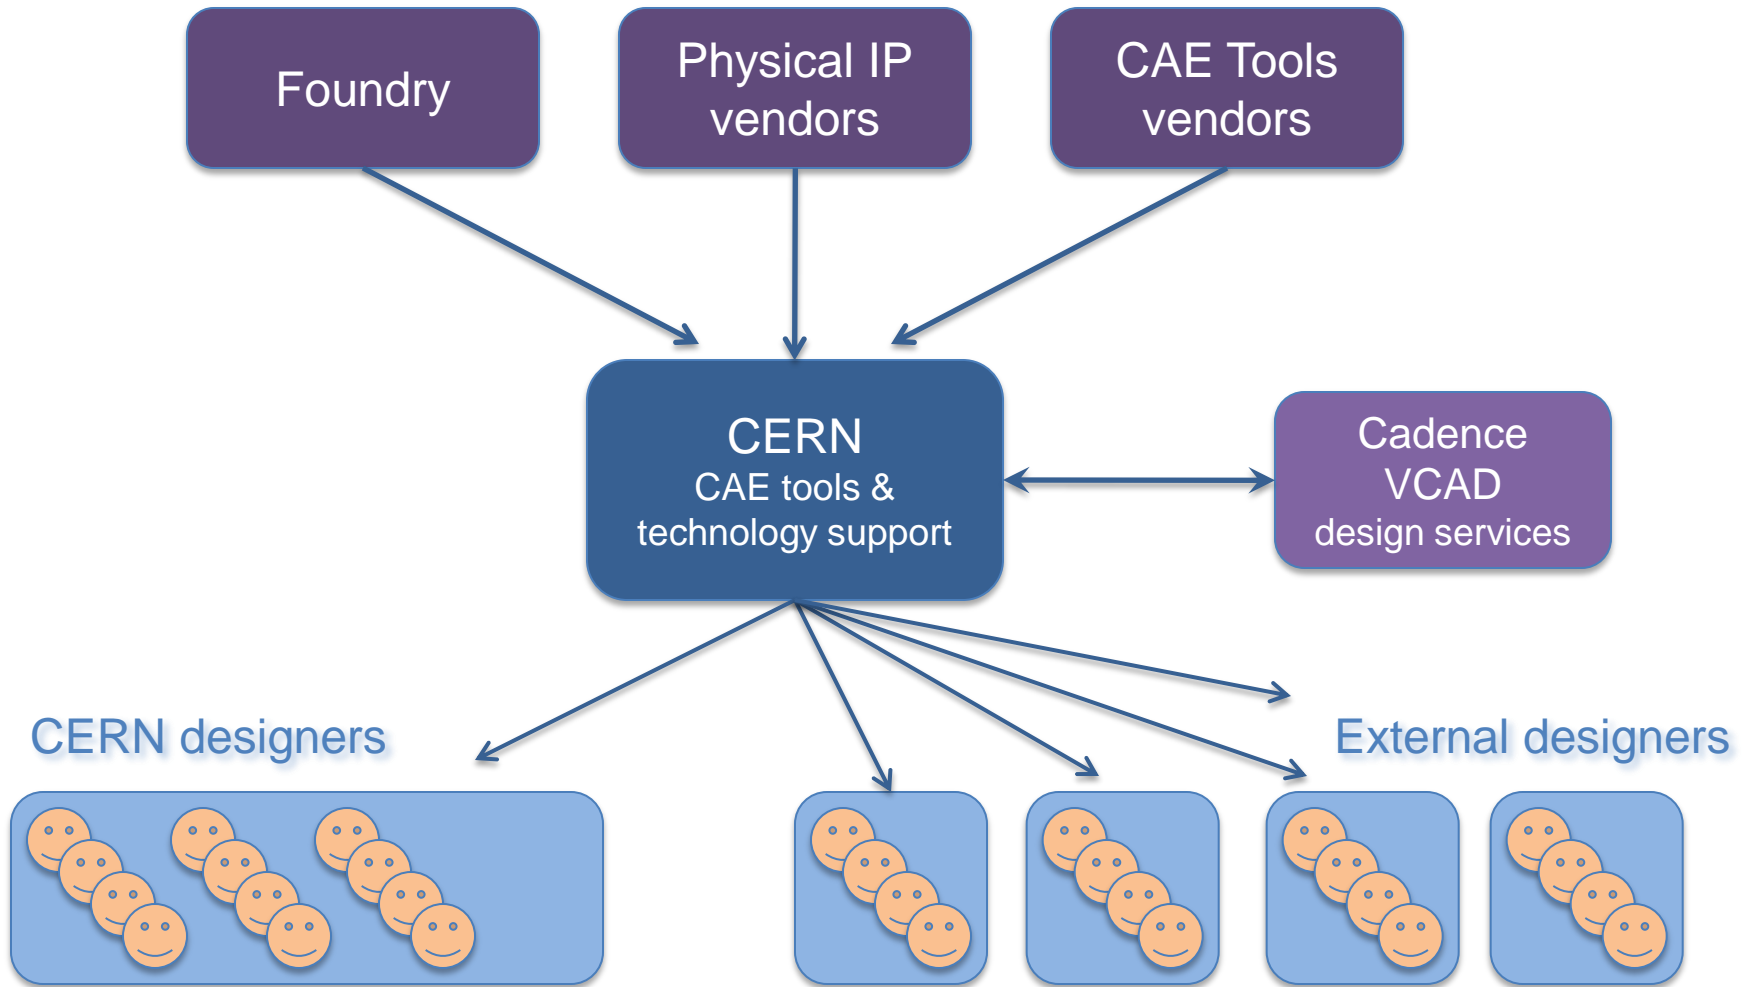 Foundry
Physical IP
vendors
CAE Tools
vendors
CERN
CAE tools &
technology support
Cadence
VCAD
design services
CERN designers
External designers